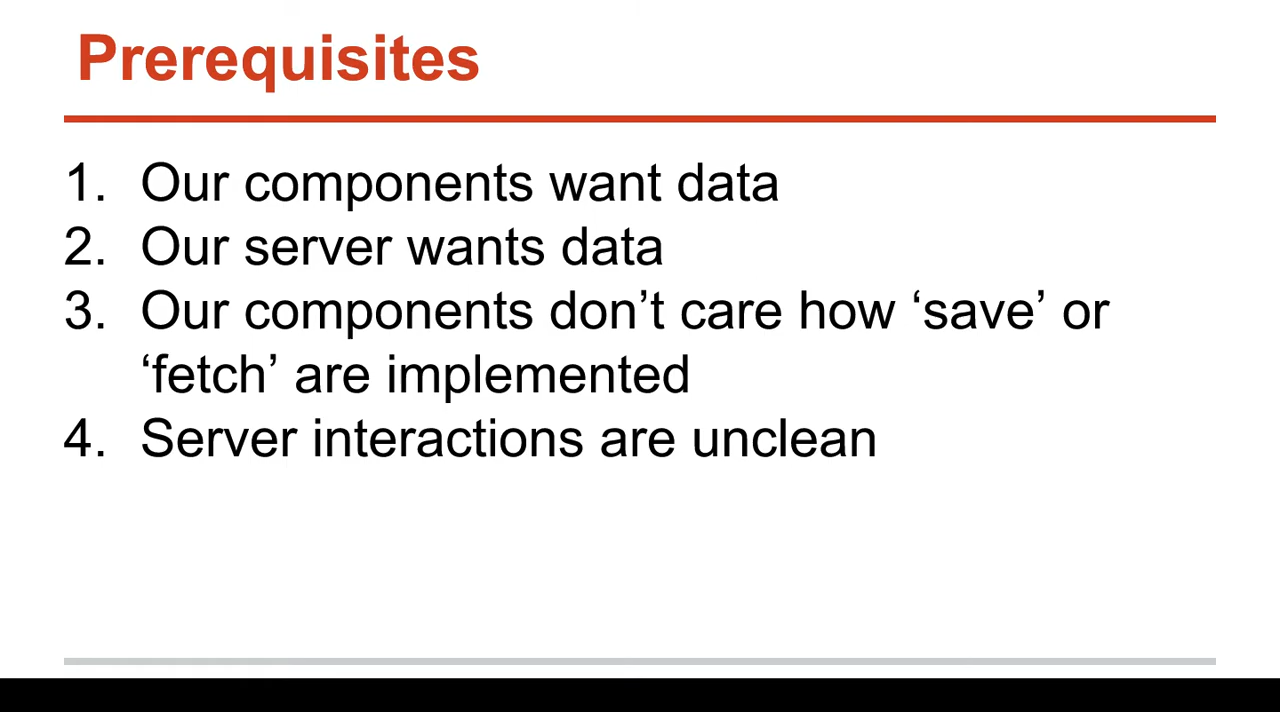 Prerequisites
1. Our components want data
2. Our server wants data
3. Our components don’t care how ‘save’ or
‘fetch’ are implemented
4. Server interactions are unclean